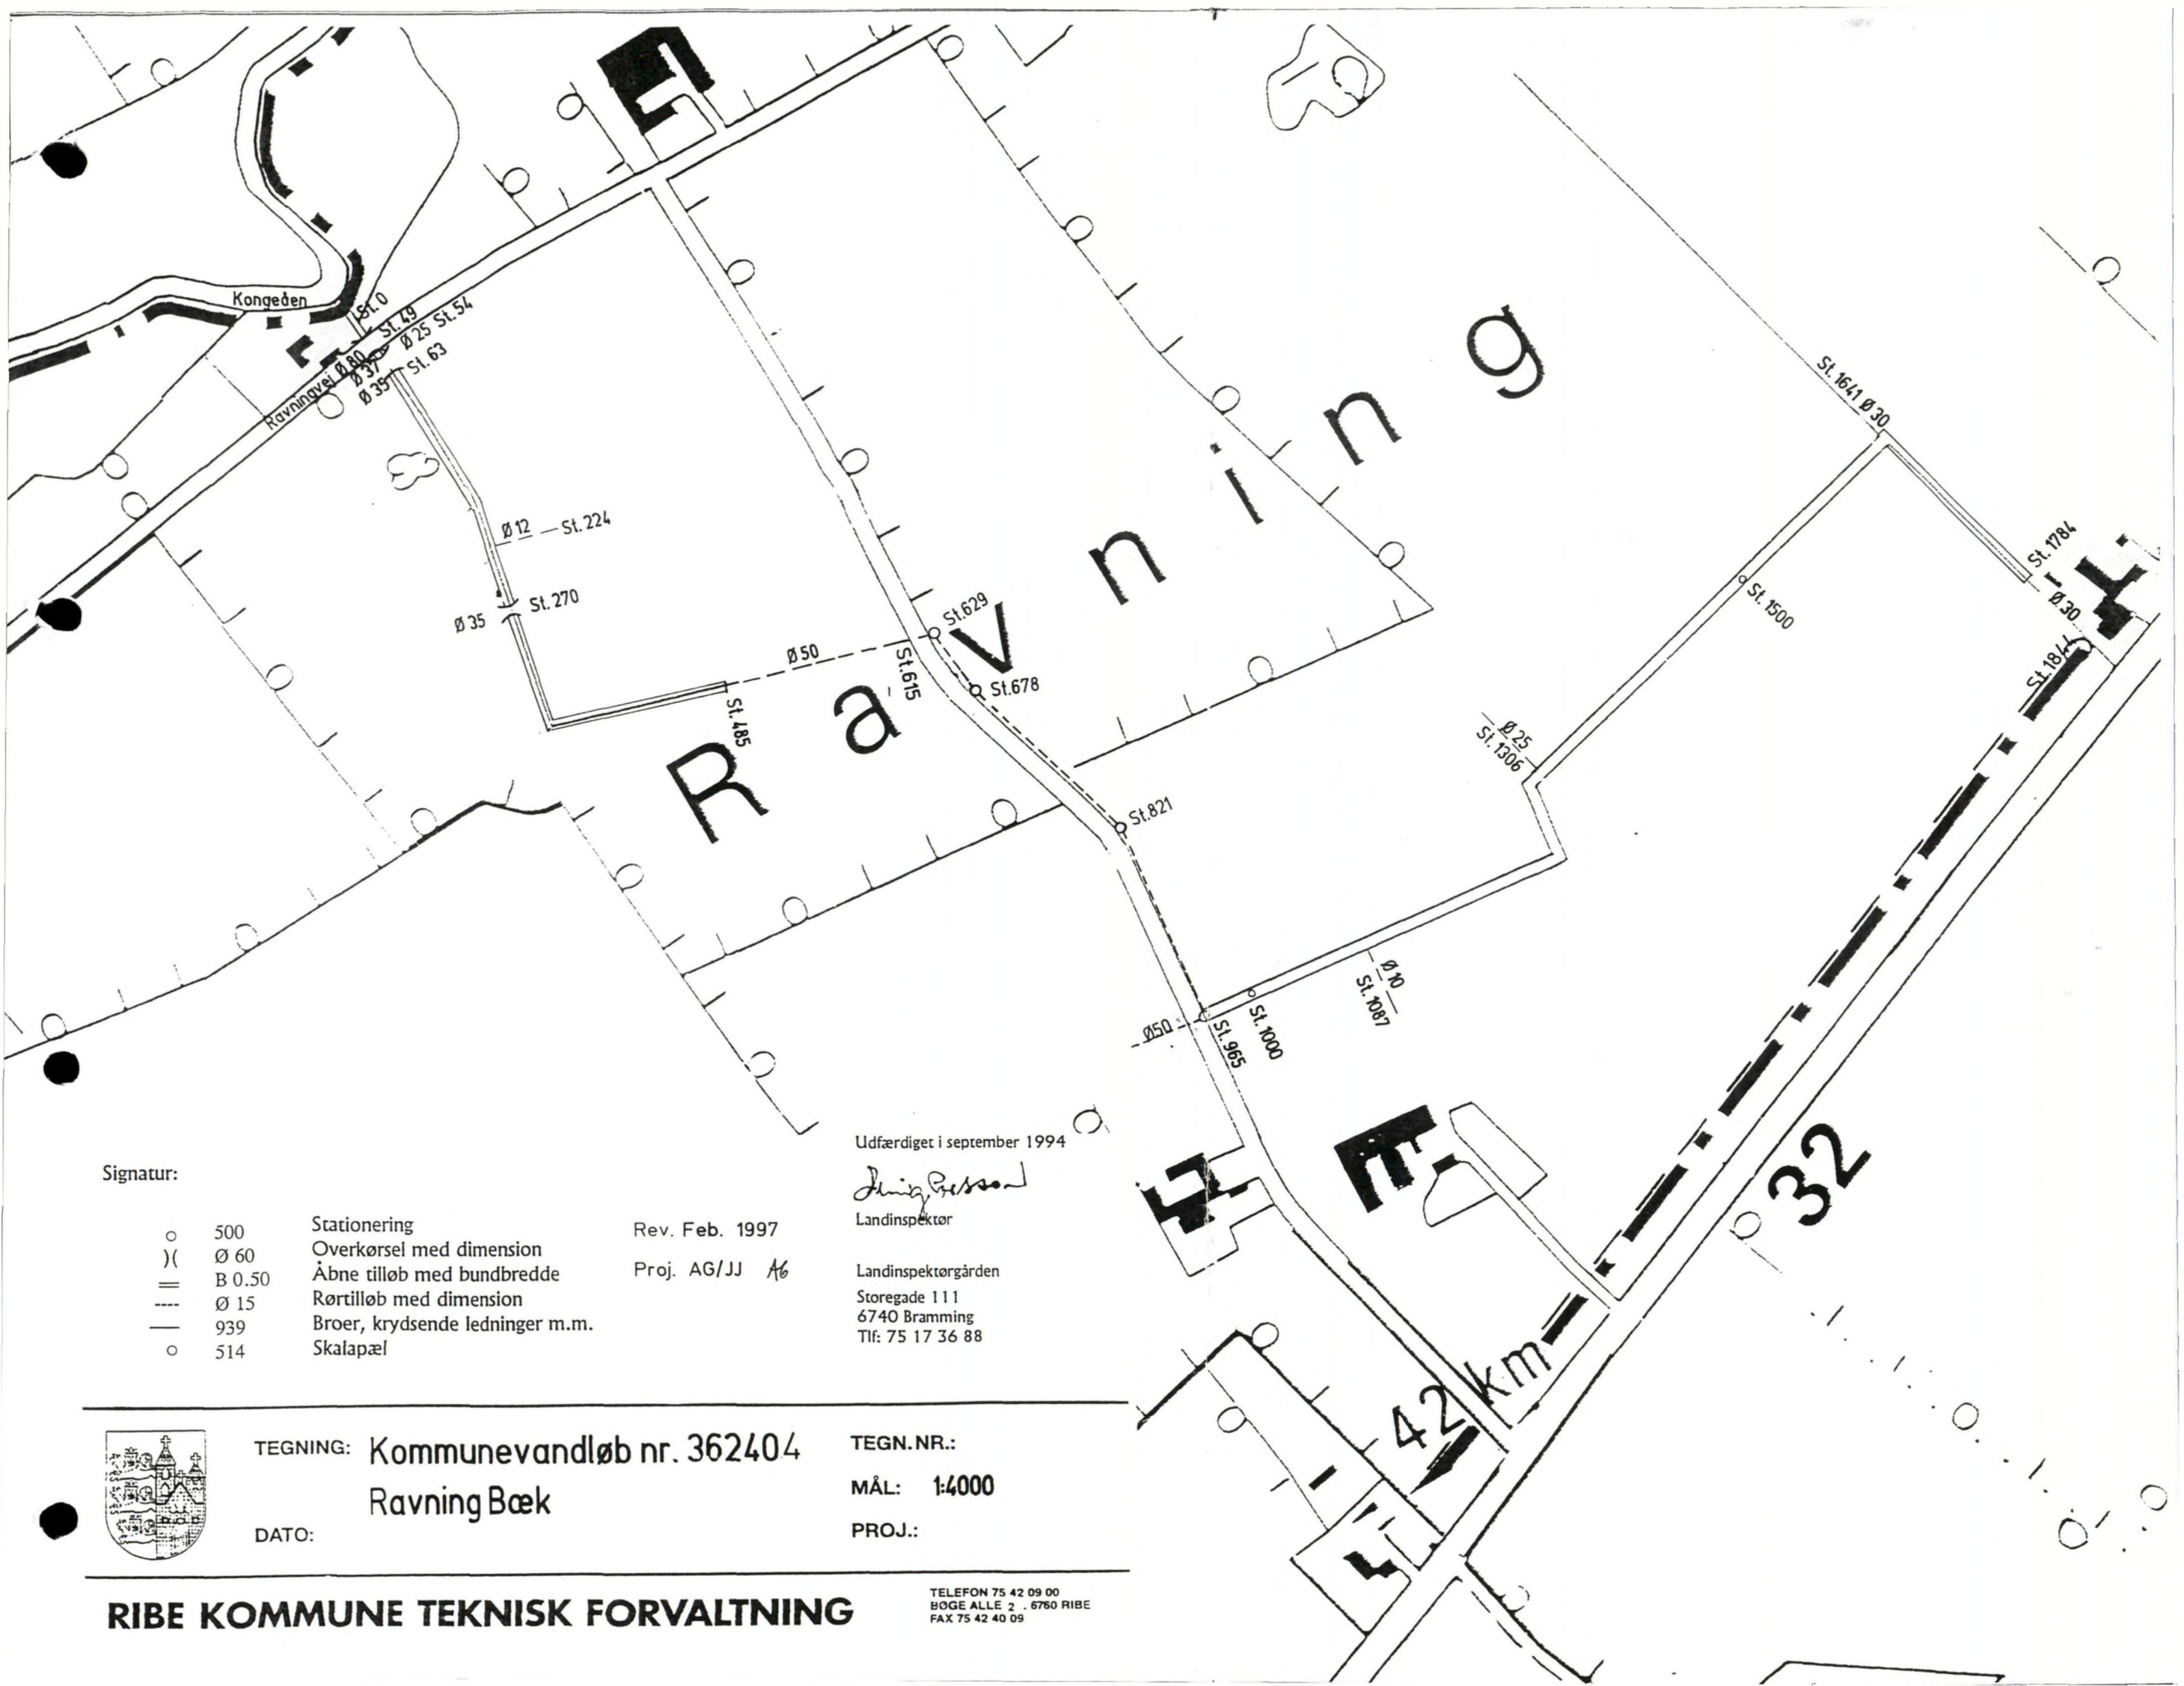 Kongeåen
St. 0
St. 49
Ø 25 St. 54
St. 63
Ravningvej Ø 80
Ø 37
Ø 35
Ø 12 St. 224
Ø 35 St. 270
Ø 50
St. 485
St. 615
St. 629
St. 678
St. 821
Ravning
St. 1641 Ø 30
St. 1784
Ø 30
St. 1500
Ø 25
St. 1306
Ø 10
St. 1087
St. 1000
St. 965
Ø50
32
42 km
Signatur:
500 Stationering
)( Ø 60 Overkørsel med dimension
B 0.50 Åbne tilløb med bundbredde
Ø 15 Rørtilløb med dimension
939 Broer, krydsende ledninger m.m.
514 Skalapæl
Rev. Feb. 1997
Proj. AG/JJ AG
Udfærdiget i september 1994
Landinspektør
Landinspektørgården
Storegade 111
6740 Bramming
Tlf: 75 17 36 88
TEGNING: Kommunevandløb nr. 362404
Ravning Bæk
DATO:
TEGN.NR.:
MÅL: 1:4000
PROJ.:
RIBE KOMMUNE TEKNISK FORVALTNING
TELEFON 75 42 09 00
BØGE ALLE 2 . 6760 RIBE
FAX 75 42 40 09